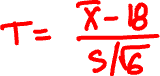 T = (x̄ - 18) / (s/√6)